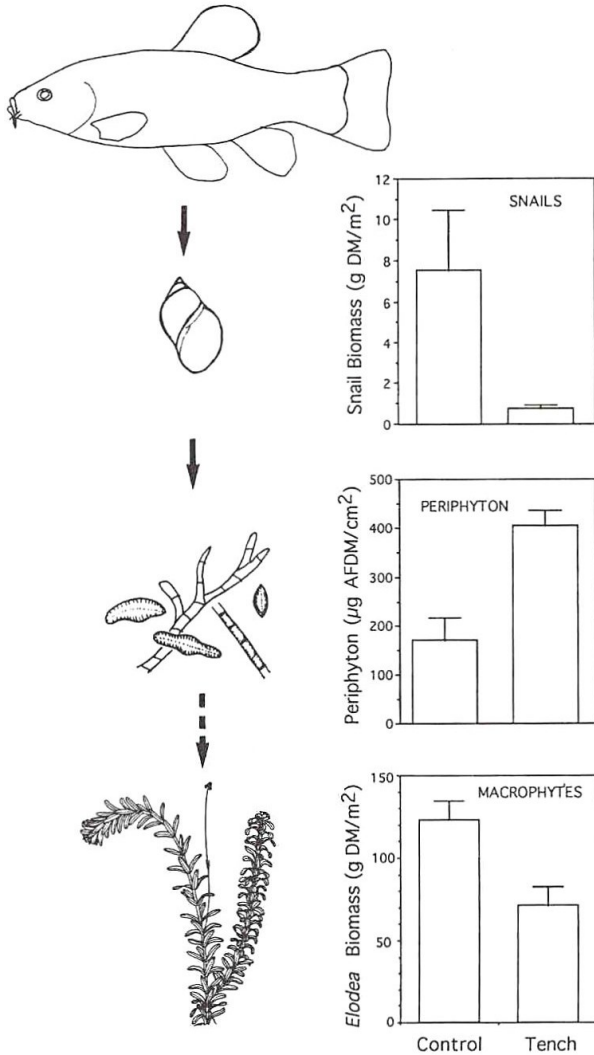 12
10
8
6
4
2
0
Snail Biomass (g DM/m²)
SNAILS
500
400
300
200
100
0
Periphyton (µg AFDM/cm²)
PERIPHYTON
150
100
50
0
Elodea Biomass (g DM/m²)
MACROPHYTES
Control Tench